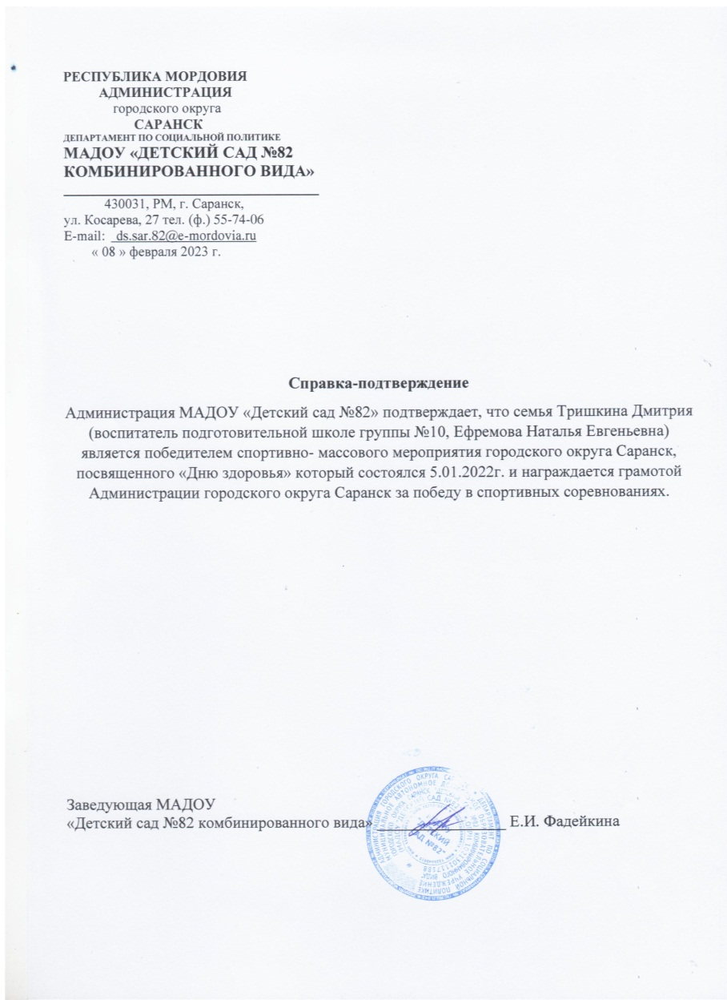 РЕСПУБЛИКА МОРДОВИЯ
АДМИНИСТРАЦИЯ
городского округа
САРАНСК
ДЕПАРТАМЕНТ ПО СОЦИАЛЬНОЙ ПОЛИТИКЕ
МАДОУ «ДЕТСКИЙ САД №82
КОМБИНИРОВАННОГО ВИДА»
430031, РМ, г. Саранск,
ул. Косарева, 27 тел. (ф.) 55-74-06
E-mail: ds.sar.82@e-mordovia.ru
« 08 » февраля 2023 г.
Справка-подтверждение
Администрация МАДОУ «Детский сад №82» подтверждает, что семья Тришкина Дмитрия
(воспитатель подготовительной школе группы №10, Ефремова Наталья Евгеньевна)
является победителем спортивно- массового мероприятия городского округа Саранск,
посвященного «Дню здоровья» который состоялся 5.01.2022г. и награждается грамотой
Администрации городского округа Саранск за победу в спортивных соревнованиях.
Заведующая МАДОУ
«Детский сад №82 комбинированного вида» Е.И. Фадейкина